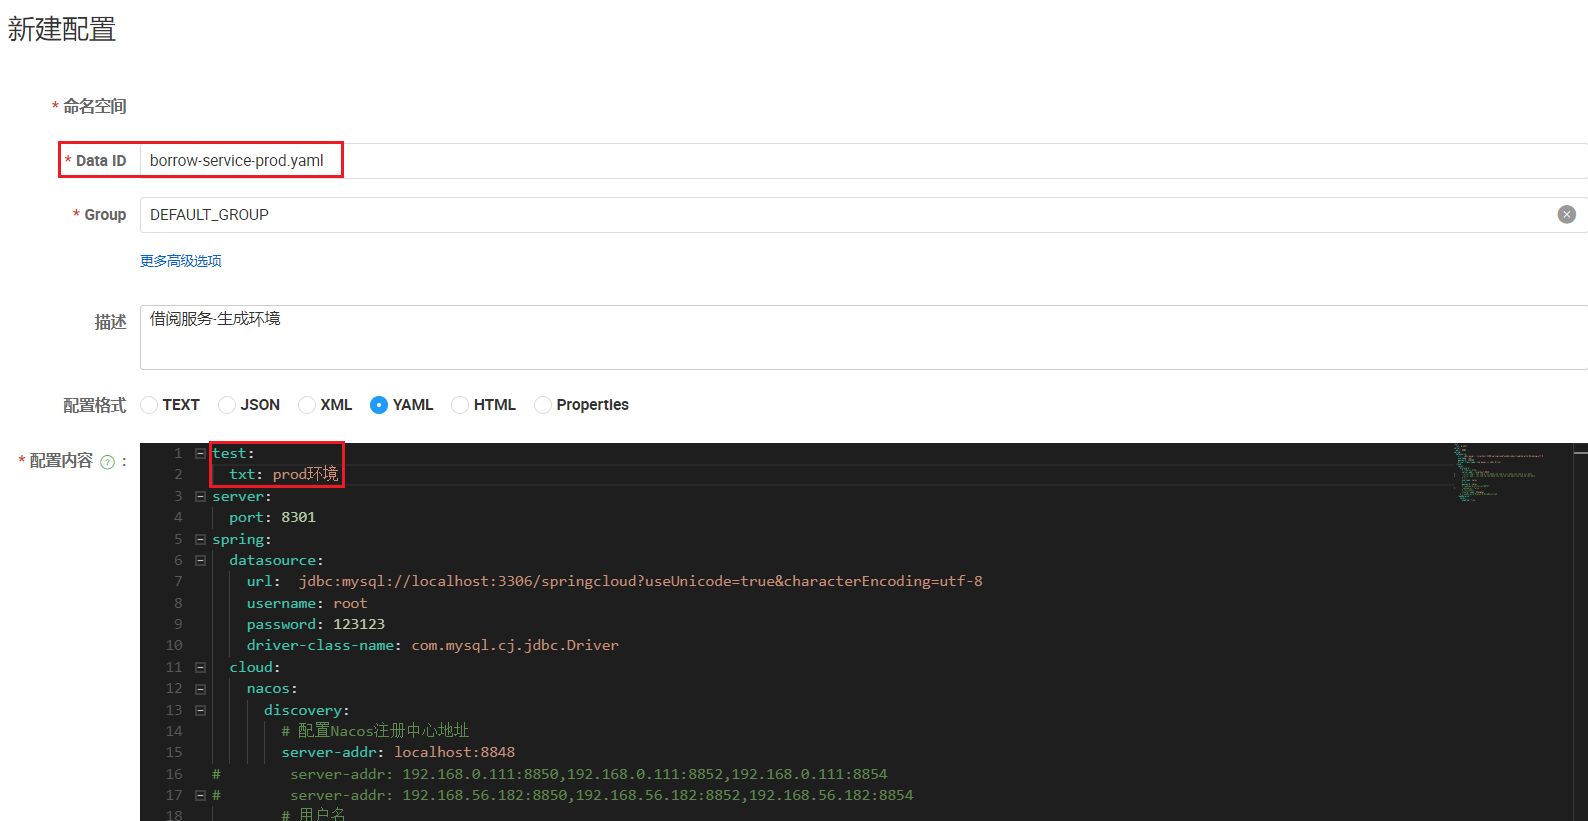 新建配置
* 命名空间
* Data ID borrow-service-prod.yaml
* Group DEFAULT_GROUP
更多高级选项
描述 借阅服务-生成环境
配置格式 TEXT JSON XML YAML HTML Properties
* 配置内容 ? :
1 test:
2 txt: prod环境
3 server:
4 port: 8301
5 spring:
6 datasource:
7 url:  jdbc:mysql://localhost:3306/springcloud?useUnicode=true&characterEncoding=utf-8
8 username: root
9 password: 123123
10 driver-class-name: com.mysql.cj.jdbc.Driver
11 cloud:
12 nacos:
13 discovery:
14 # 配置Nacos注册中心地址
15 server-addr: localhost:8848
16 #        server-addr: 192.168.0.111:8850,192.168.0.111:8852,192.168.0.111:8854
17 #        server-addr: 192.168.56.182:8850,192.168.56.182:8852,192.168.56.182:8854
18 # 用户名